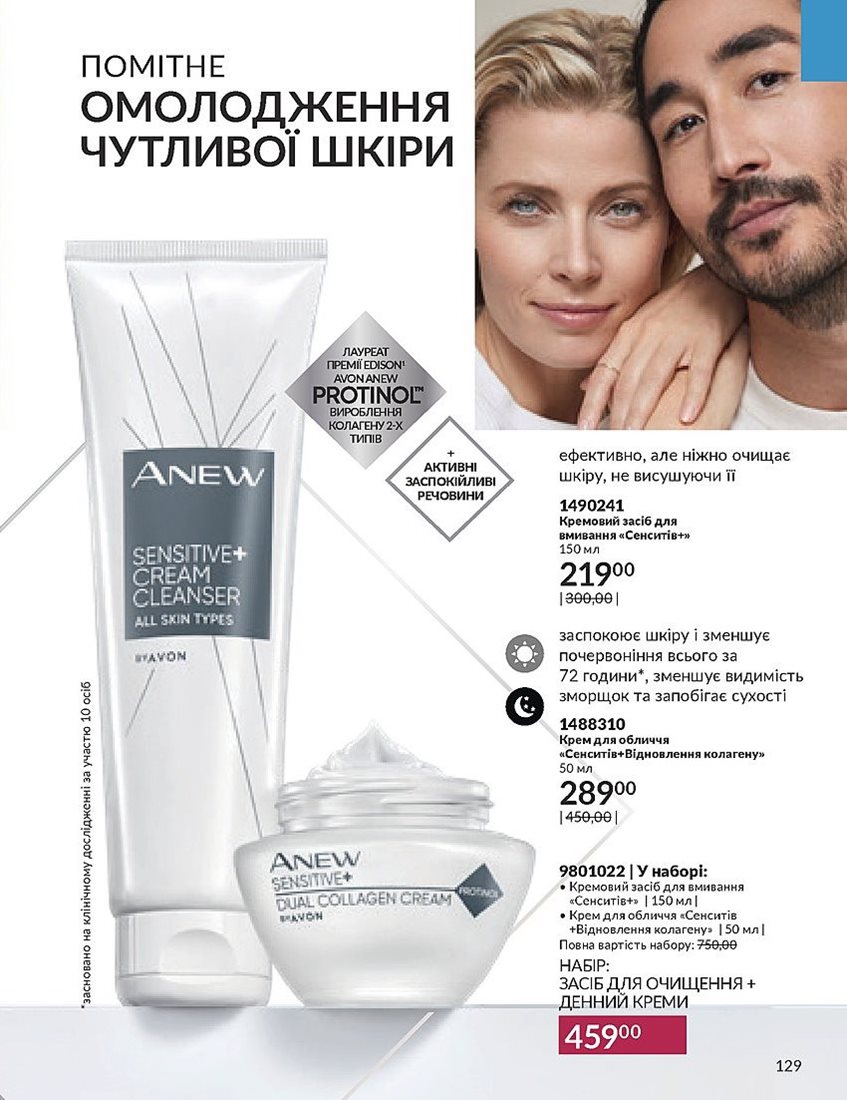 ПОМІТНЕ
ОМОЛОДЖЕННЯ
ЧУТЛИВОЇ ШКІРИ
ЛАУРЕАТ
ПРЕМІЇ EDISON¹
AVON ANEW
PROTINOL™
ВИРОБЛЕННЯ
КОЛАГЕНУ 2-Х
ТИПІВ
+
АКТИВНІ
ЗАСПОКІЙЛИВІ
РЕЧОВИНИ
ANEW
SENSITIVE+
CREAM
CLEANSER
ALL SKIN TYPES
BY AVON
ефективно, але ніжно очищає
шкіру, не висушуючи її
1490241
Кремовий засіб для
вмивання «Сенситів+»
150 мл
219⁰⁰
|300,00|
заспокоює шкіру і зменшує
почервоніння всього за
72 години*, зменшує видимість
зморщок та запобігає сухості
1488310
Крем для обличчя
«Сенситів+Відновлення колагену»
50 мл
289⁰⁰
|450,00|
ANEW
SENSITIVE+
DUAL COLLAGEN CREAM
BY AVON
PROTINOL
9801022 | У наборі:
• Кремовий засіб для вмивання
«Сенситів+» | 150 мл |
• Крем для обличчя «Сенситів
+Відновлення колагену» | 50 мл |
Повна вартість набору: 750,00
НАБІР:
ЗАСІБ ДЛЯ ОЧИЩЕННЯ +
ДЕННИЙ КРЕМИ
459⁰⁰
*засновано на клінічному дослідженні за участю 10 осіб
129